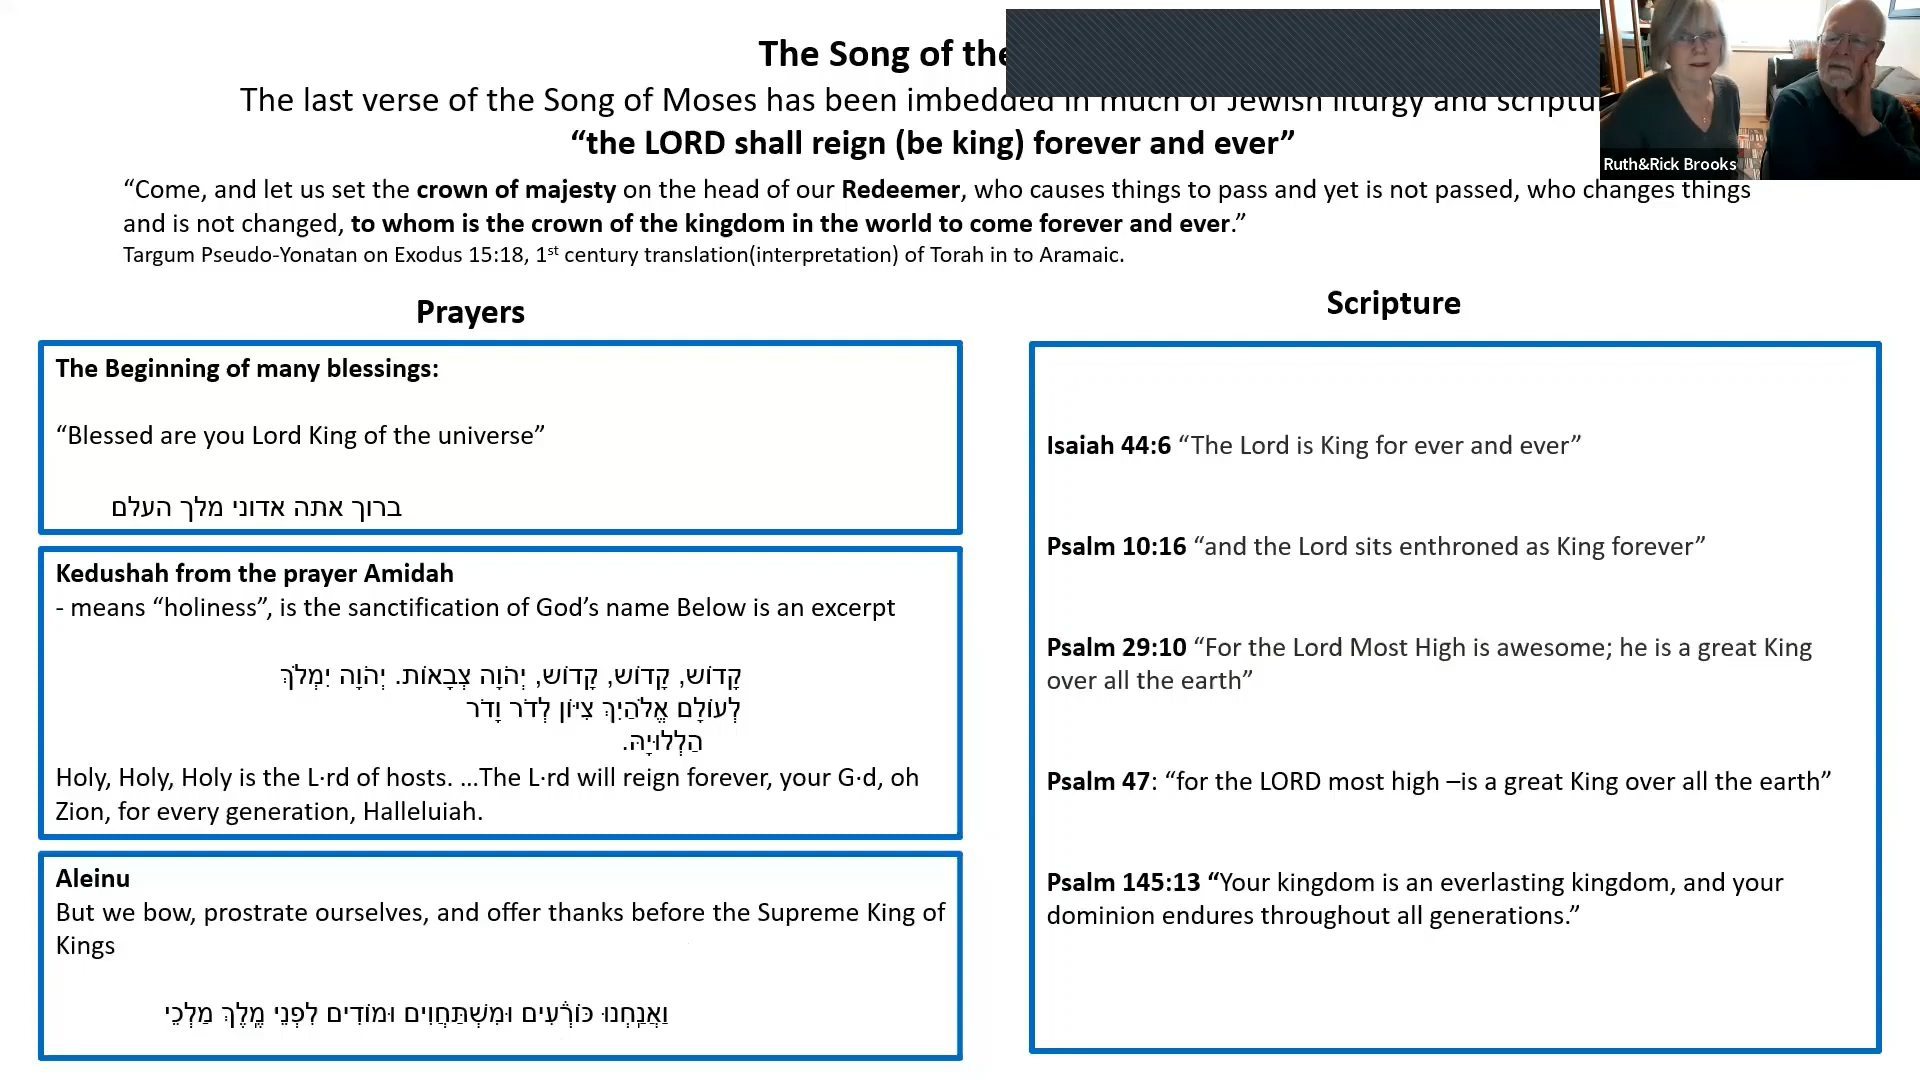 The Song of the
The last verse of the Song of Moses has been imbedded in much of Jewish liturgy and scriptu
“the LORD shall reign (be king) forever and ever”
Ruth&Rick Brooks
“Come, and let us set the crown of majesty on the head of our Redeemer, who causes things to pass and yet is not passed, who changes things
and is not changed, to whom is the crown of the kingdom in the world to come forever and ever.”
Targum Pseudo-Yonatan on Exodus 15:18, 1st century translation(interpretation) of Torah in to Aramaic.
Prayers
The Beginning of many blessings:
“Blessed are you Lord King of the universe”
ברוך אתה אדוני מלך העלם
Kedushah from the prayer Amidah
- means “holiness”, is the sanctification of God’s name Below is an excerpt
קָדוֹשׁ, קָדוֹשׁ, קָדוֹשׁ, יְהֹוָה צְבָאוֹת. יְהֹוָה יִמְלֹךְ
לְעוֹלָם אֱלֹהַיִךְ צִיּוֹן לְדֹר וָדֹר
הַלְלוּיָהּ.
Holy, Holy, Holy is the L·rd of hosts. …The L·rd will reign forever, your G·d, oh
Zion, for every generation, Halleluiah.
Aleinu
But we bow, prostrate ourselves, and offer thanks before the Supreme King of
Kings
וַאֲנַחְנוּ כּוֹרְעִים וּמִשְׁתַּחֲוִים וּמוֹדִים לִפְנֵי מֶלֶךְ מַלְכֵי
Scripture
Isaiah 44:6 “The Lord is King for ever and ever”
Psalm 10:16 “and the Lord sits enthroned as King forever”
Psalm 29:10 “For the Lord Most High is awesome; he is a great King
over all the earth”
Psalm 47: “for the LORD most high –is a great King over all the earth”
Psalm 145:13 “Your kingdom is an everlasting kingdom, and your
dominion endures throughout all generations.”